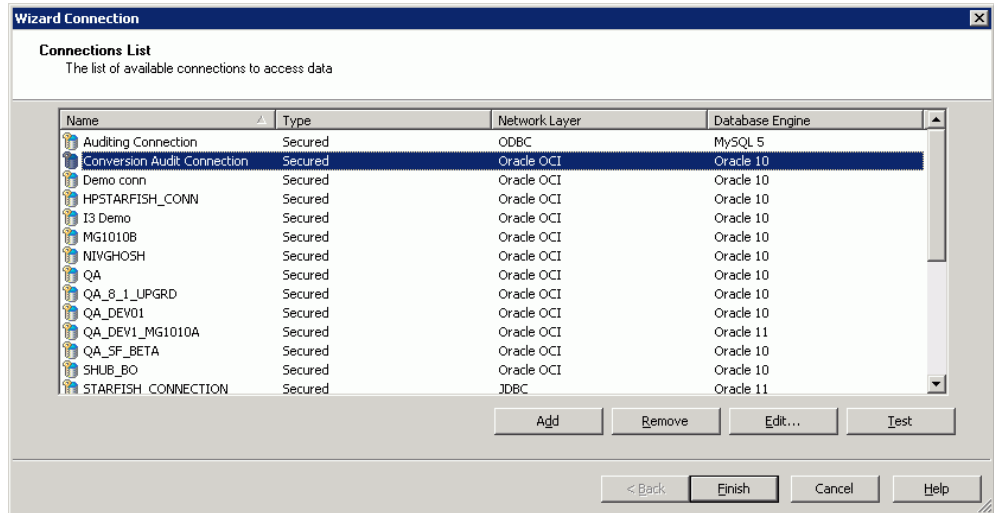 Wizard Connection
Connections List
The list of available connections to access data
Name Type Network Layer Database Engine
Auditing Connection Secured ODBC MySQL 5
Conversion Audit Connection Secured Oracle OCI Oracle 10
Demo conn Secured Oracle OCI Oracle 10
HPSTARFISH_CONN Secured Oracle OCI Oracle 10
I3 Demo Secured Oracle OCI Oracle 10
MG1010B Secured Oracle OCI Oracle 10
NIVGHOSH Secured Oracle OCI Oracle 10
QA Secured Oracle OCI Oracle 10
QA_8_1_UPGRD Secured Oracle OCI Oracle 10
QA_DEV01 Secured Oracle OCI Oracle 10
QA_DEV1_MG1010A Secured Oracle OCI Oracle 11
QA_SF_BETA Secured Oracle OCI Oracle 10
SHUB_BO Secured Oracle OCI Oracle 10
STARFISH_CONNECTION Secured JDBC Oracle 11
Add Remove Edit... Test
< Back Finish Cancel Help